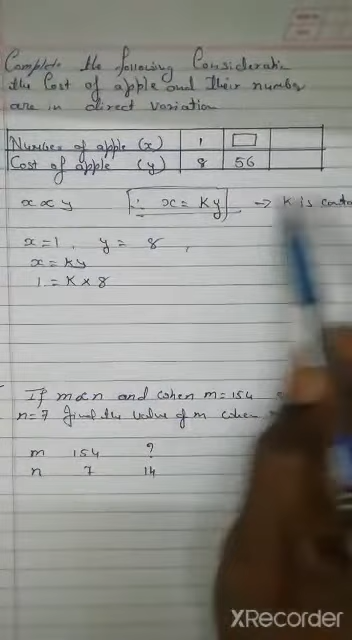 Complete the following Consideratin
the Cost of apple and Their number
are in direct variation
Number of apple (x) 1
Cost of apple (y) 8 56
x ∝ y ∴ x = Ky → K is
x = 1 , y = 8 ,
x = Ky
1 = K × 8
If m ∝ n and when m = 154
n = 7 find the value of m when
m 154 ?
n 7 14
XRecorder